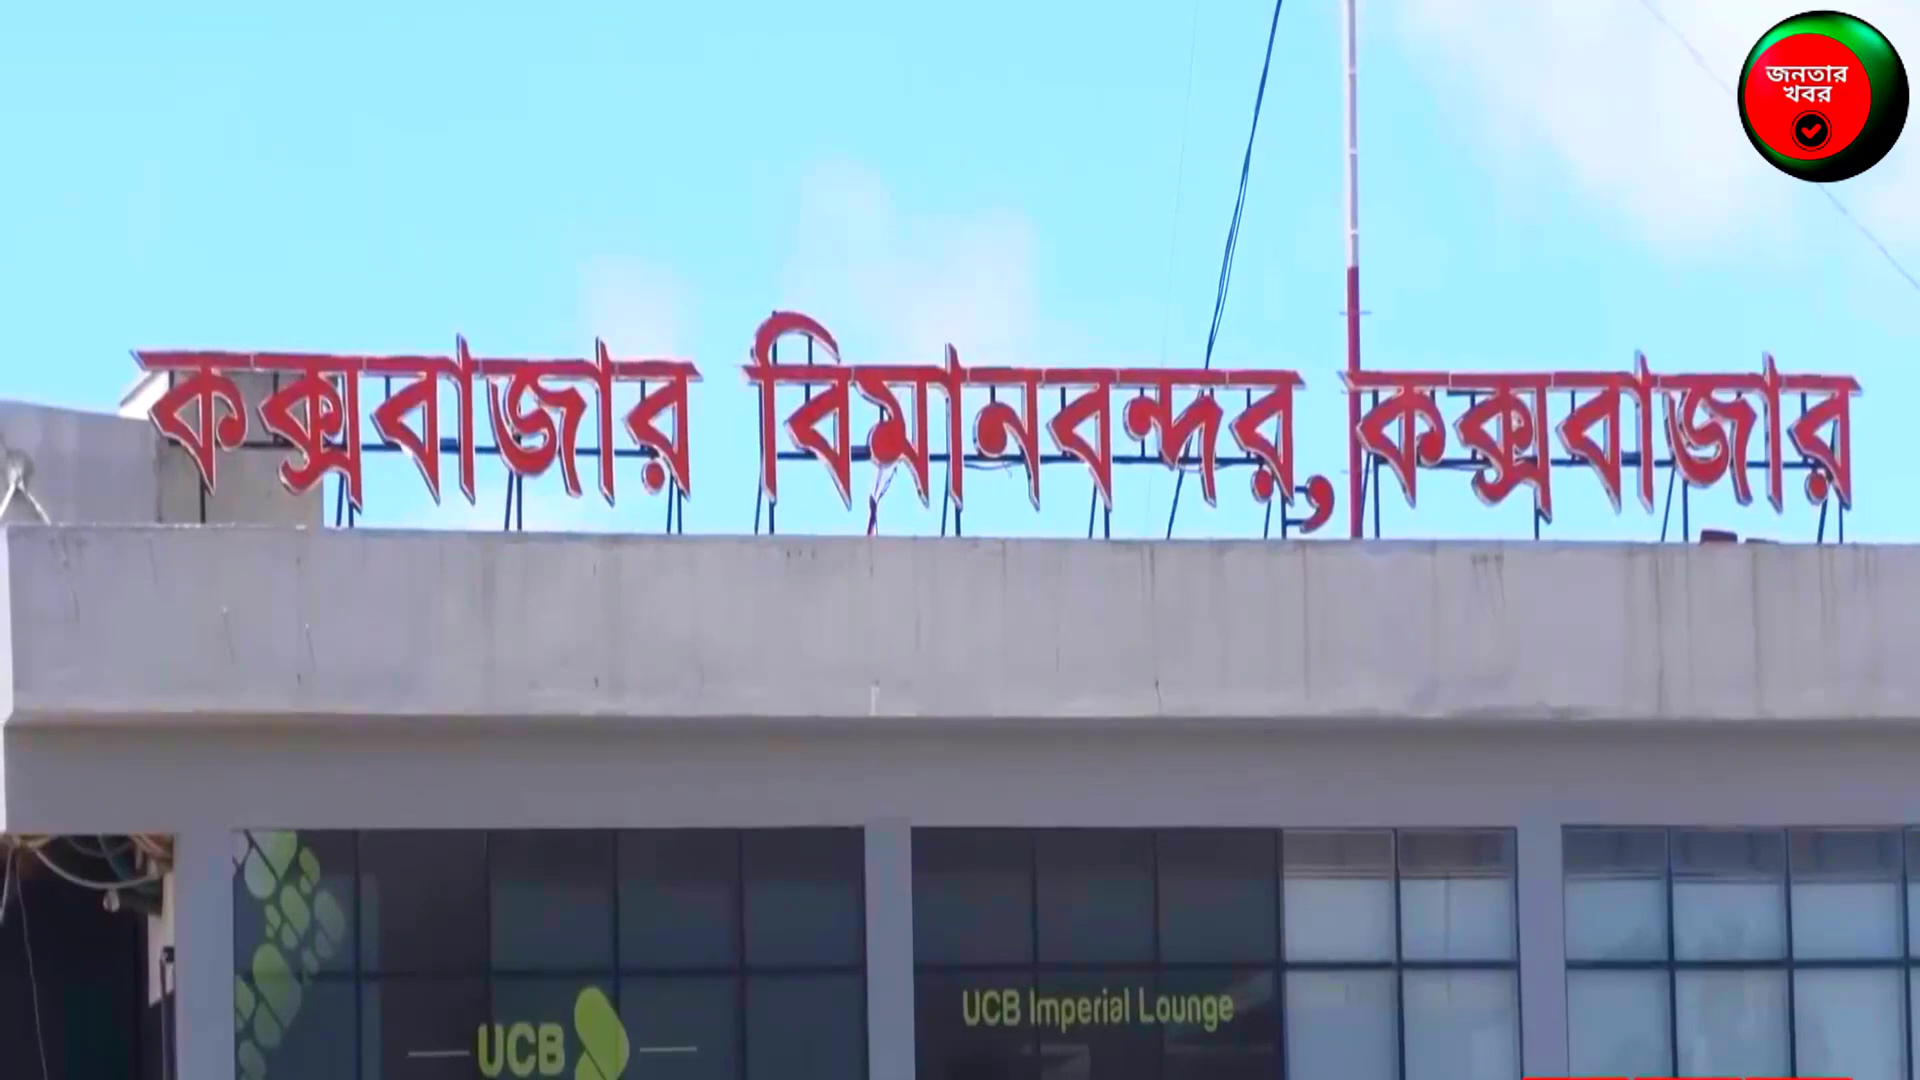 জনতার
খবর
কক্সবাজার বিমানবন্দর, কক্সবাজার
UCB Imperial Lounge
UCB